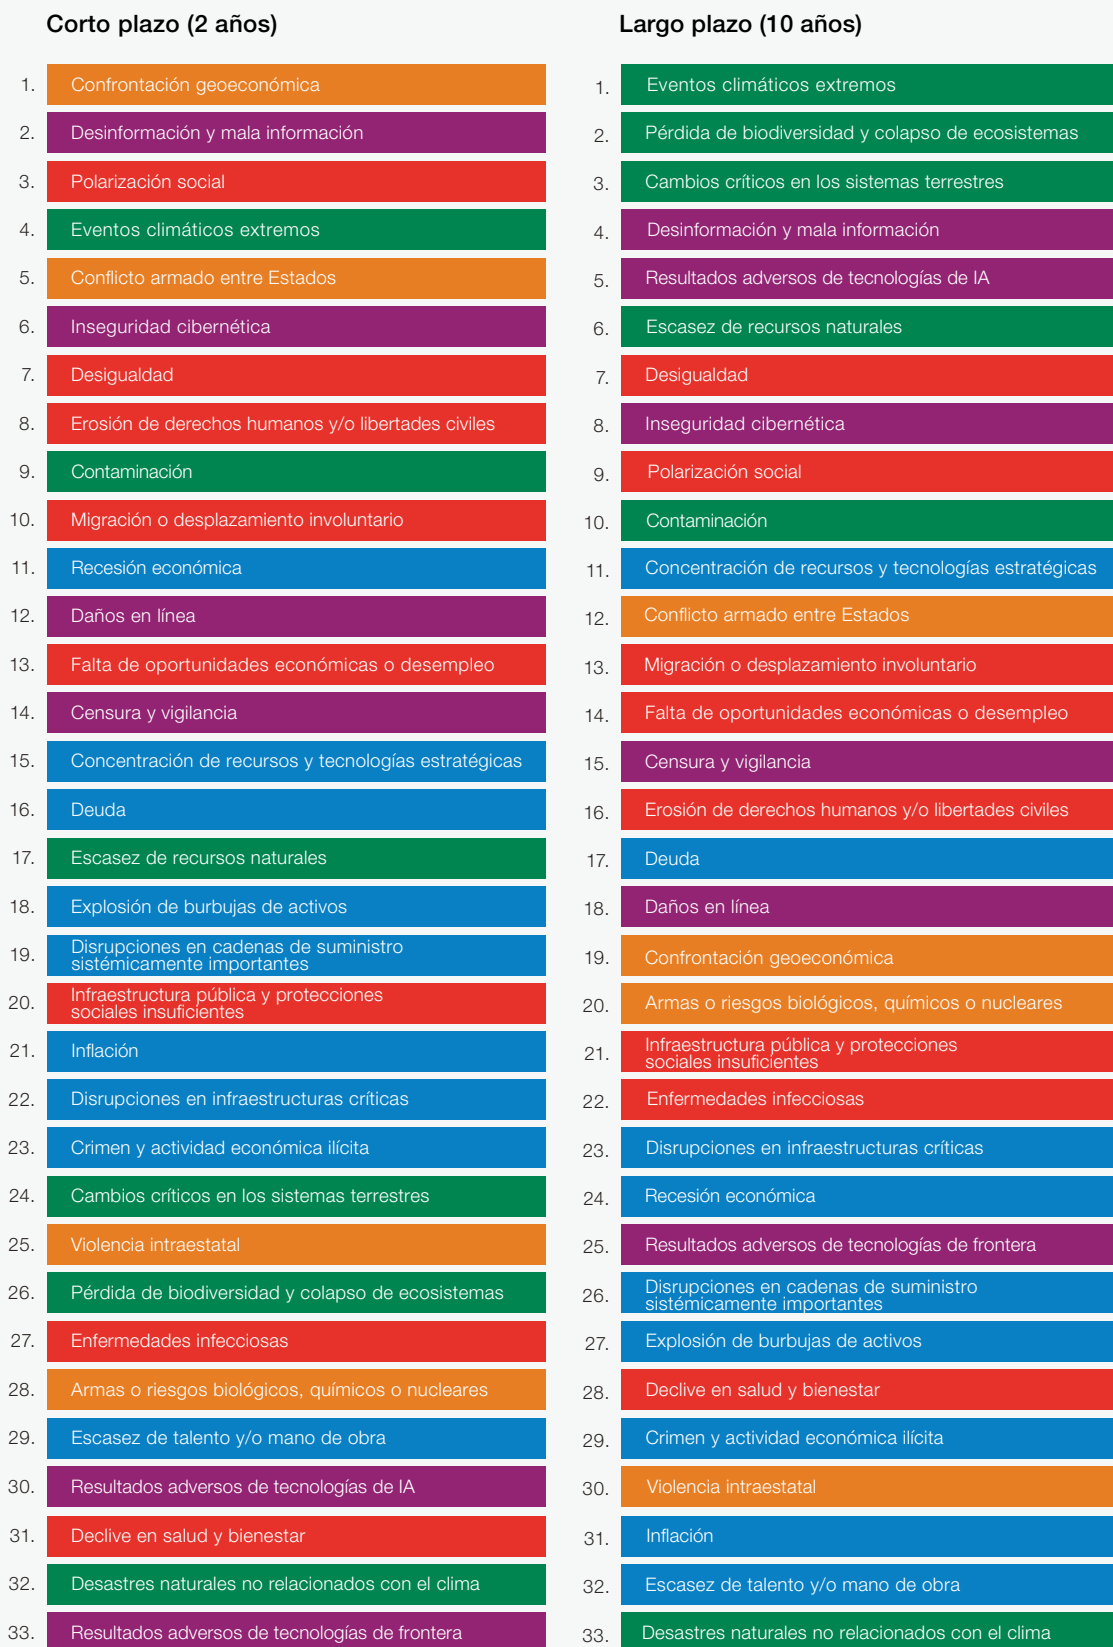 Corto plazo (2 años)
1. Confrontación geoeconómica
2. Desinformación y mala información
3. Polarización social
4. Eventos climáticos extremos
5. Conflicto armado entre Estados
6. Inseguridad cibernética
7. Desigualdad
8. Erosión de derechos humanos y/o libertades civiles
9. Contaminación
10. Migración o desplazamiento involuntario
11. Recesión económica
12. Daños en línea
13. Falta de oportunidades económicas o desempleo
14. Censura y vigilancia
15. Concentración de recursos y tecnologías estratégicas
16. Deuda
17. Escasez de recursos naturales
18. Explosión de burbujas de activos
19. Disrupciones en cadenas de suministro
sistémicamente importantes
20. Infraestructura pública y protecciones
sociales insuficientes
21. Inflación
22. Disrupciones en infraestructuras críticas
23. Crimen y actividad económica ilícita
24. Cambios críticos en los sistemas terrestres
25. Violencia intraestatal
26. Pérdida de biodiversidad y colapso de ecosistemas
27. Enfermedades infecciosas
28. Armas o riesgos biológicos, químicos o nucleares
29. Escasez de talento y/o mano de obra
30. Resultados adversos de tecnologías de IA
31. Declive en salud y bienestar
32. Desastres naturales no relacionados con el clima
33. Resultados adversos de tecnologías de frontera
Largo plazo (10 años)
1. Eventos climáticos extremos
2. Pérdida de biodiversidad y colapso de ecosistemas
3. Cambios críticos en los sistemas terrestres
4. Desinformación y mala información
5. Resultados adversos de tecnologías de IA
6. Escasez de recursos naturales
7. Desigualdad
8. Inseguridad cibernética
9. Polarización social
10. Contaminación
11. Concentración de recursos y tecnologías estratégicas
12. Conflicto armado entre Estados
13. Migración o desplazamiento involuntario
14. Falta de oportunidades económicas o desempleo
15. Censura y vigilancia
16. Erosión de derechos humanos y/o libertades civiles
17. Deuda
18. Daños en línea
19. Confrontación geoeconómica
20. Armas o riesgos biológicos, químicos o nucleares
21. Infraestructura pública y protecciones
sociales insuficientes
22. Enfermedades infecciosas
23. Disrupciones en infraestructuras críticas
24. Recesión económica
25. Resultados adversos de tecnologías de frontera
26. Disrupciones en cadenas de suministro
sistémicamente importantes
27. Explosión de burbujas de activos
28. Declive en salud y bienestar
29. Crimen y actividad económica ilícita
30. Violencia intraestatal
31. Inflación
32. Escasez de talento y/o mano de obra
33. Desastres naturales no relacionados con el clima